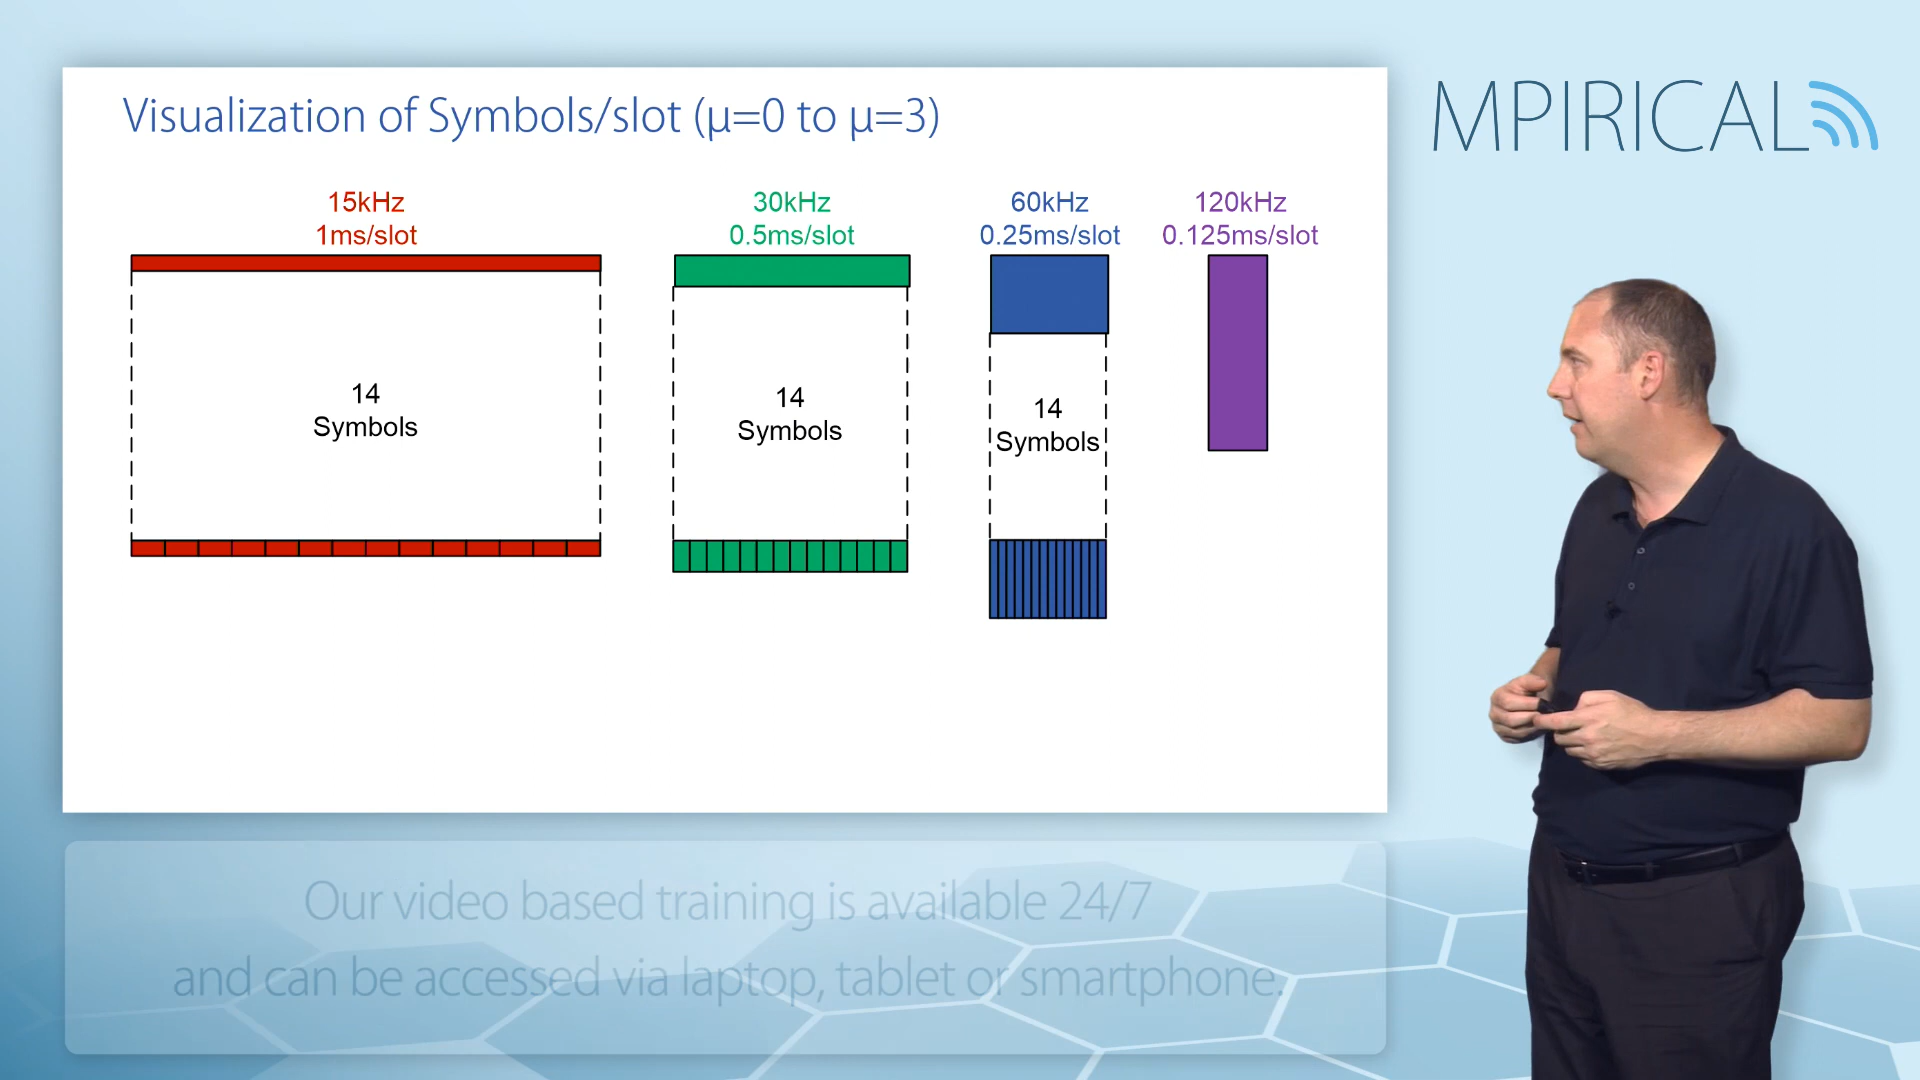 Visualization of Symbols/slot (μ=0 to μ=3)
MPIRICAL
15kHz
1ms/slot
30kHz
0.5ms/slot
60kHz
0.25ms/slot
120kHz
0.125ms/slot
14
Symbols
14
Symbols
14
Symbols
Our video based training is available 24/7
and can be accessed via laptop, tablet or smartphone.